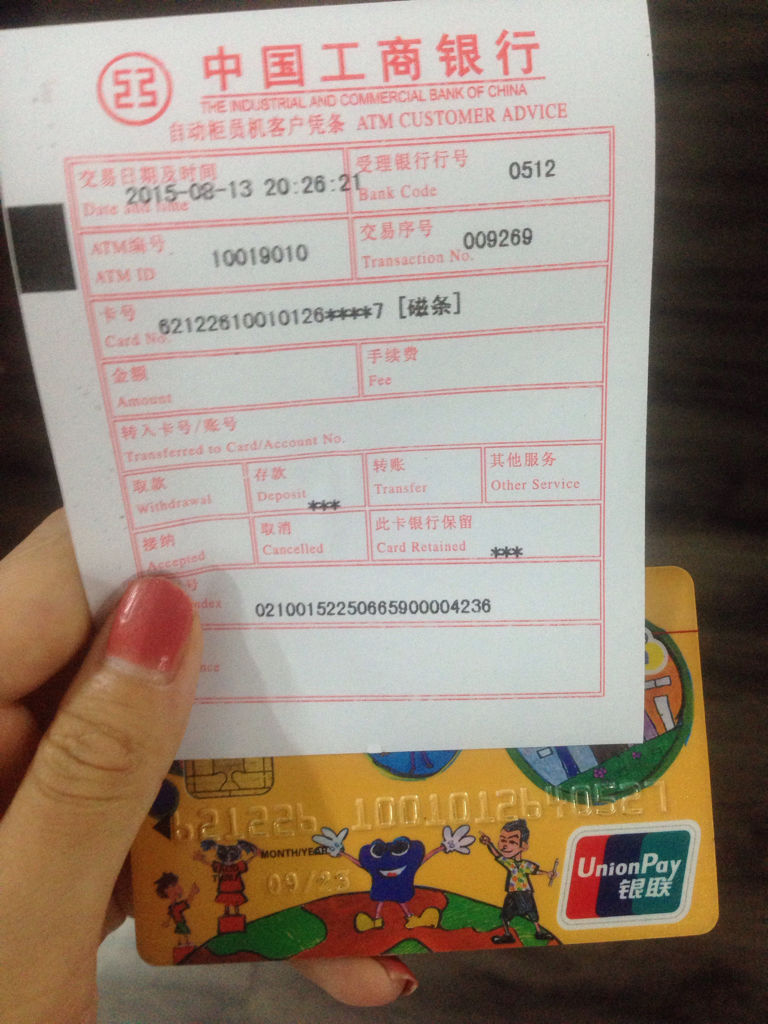 中国工商银行
THE INDUSTRIAL AND COMMERCIAL BANK OF CHINA
自动柜员机客户凭条 ATM CUSTOMER ADVICE
交易日期及时间 受理银行行号
2015-08-13 20:26:21 0512
Date and time Bank Code
ATM编号 交易序号
10019010 009269
ATM ID Transaction No.
卡号
62122610010126****7 [磁条]
Card No.
金额 手续费
Amount Fee
转入卡号/账号
Transferred to Card/Account No.
取款 存款 转账 其他服务
Withdrawal Deposit *** Transfer Other Service
接纳 取消 此卡银行保留
Accepted Cancelled Card Retained ***
号
ndex 02100152250665900004236
nce
MONTH/YEAR
UnionPay
银联